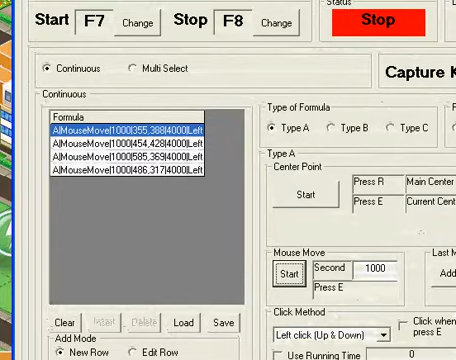 Status
Start F7 Change Stop F8 Change Stop
Continuous Multi Select
Capture K
Continuous
Formula
A|MouseMove|1000|355,388|4000|Left
A|MouseMove|1000|454,428|4000|Left
A|MouseMove|1000|585,369|4000|Left
A|MouseMove|1000|486,317|4000|Left
Type of Formula
Type A Type B Type C
Type A
Center Point
Start
Press R Main Center
Press E Current Cent
Mouse Move
Start
Second 1000
Press E
Last M
Add
Click Method
Left click (Up & Down)
Click when
press E
Use Running Time 0
Clear Insert Delete Load Save
Add Mode
New Row Edit Row